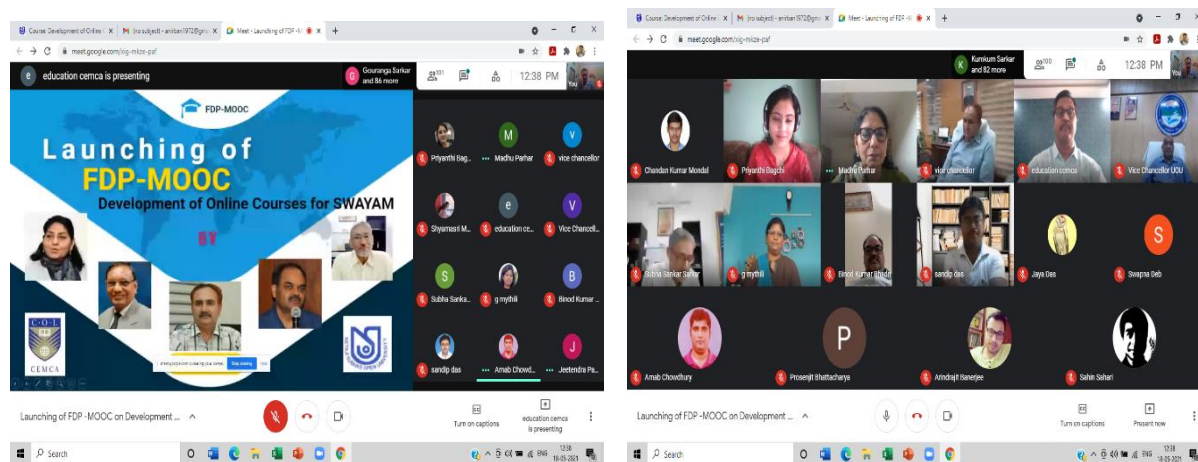 Course: Development of Online
M (no subject) - anirban1972@gm
Meet - Launching of FDP -M
meet.google.com/xig-mkze-paf
e education cemca is presenting
G Gouranga Sarkar
and 86 more
101
12:38 PM
You
FDP-MOOC
Launching of
FDP-MOOC
Development of Online Courses for SWAYAM
BY
C.O.L
CEMCA
Stop sharing
Priyanthi Bag...
M Madhu Parhar
v vice chancellor
Shyamasri M...
e education ce...
V Vice Chancell...
S Subha Sanka...
g mythili
B Binod Kumar ...
sandip das
Arnab Chowd...
J Jeetendra Pa...
Launching of FDP -MOOC on Development ...
Turn on captions
education cemca
is presenting
Search
ENG
12:38
18-05-2021
Course: Development of Online
M (no subject) - anirban1972@gm
Meet - Launching of FDP -M
meet.google.com/xig-mkze-paf
K Kumkum Sarkar
and 82 more
100
12:38 PM
You
Chandan Kumar Mondal
Priyanthi Bagchi
Madhu Parhar
vice chancellor
education cemca
Vice Chancellor UOU
Subha Sankar Sarkar
g mythili
Binod Kumar
sandip das
Jaya Das
S
Swapna Deb
Arnab Chowdhury
P
Prosenjit Bhattacharya
Arindrajit Banerjee
Sahin Sahari
Launching of FDP -MOOC on Development ...
Turn on captions
Present now
Search
ENG
12:38
18-05-2021